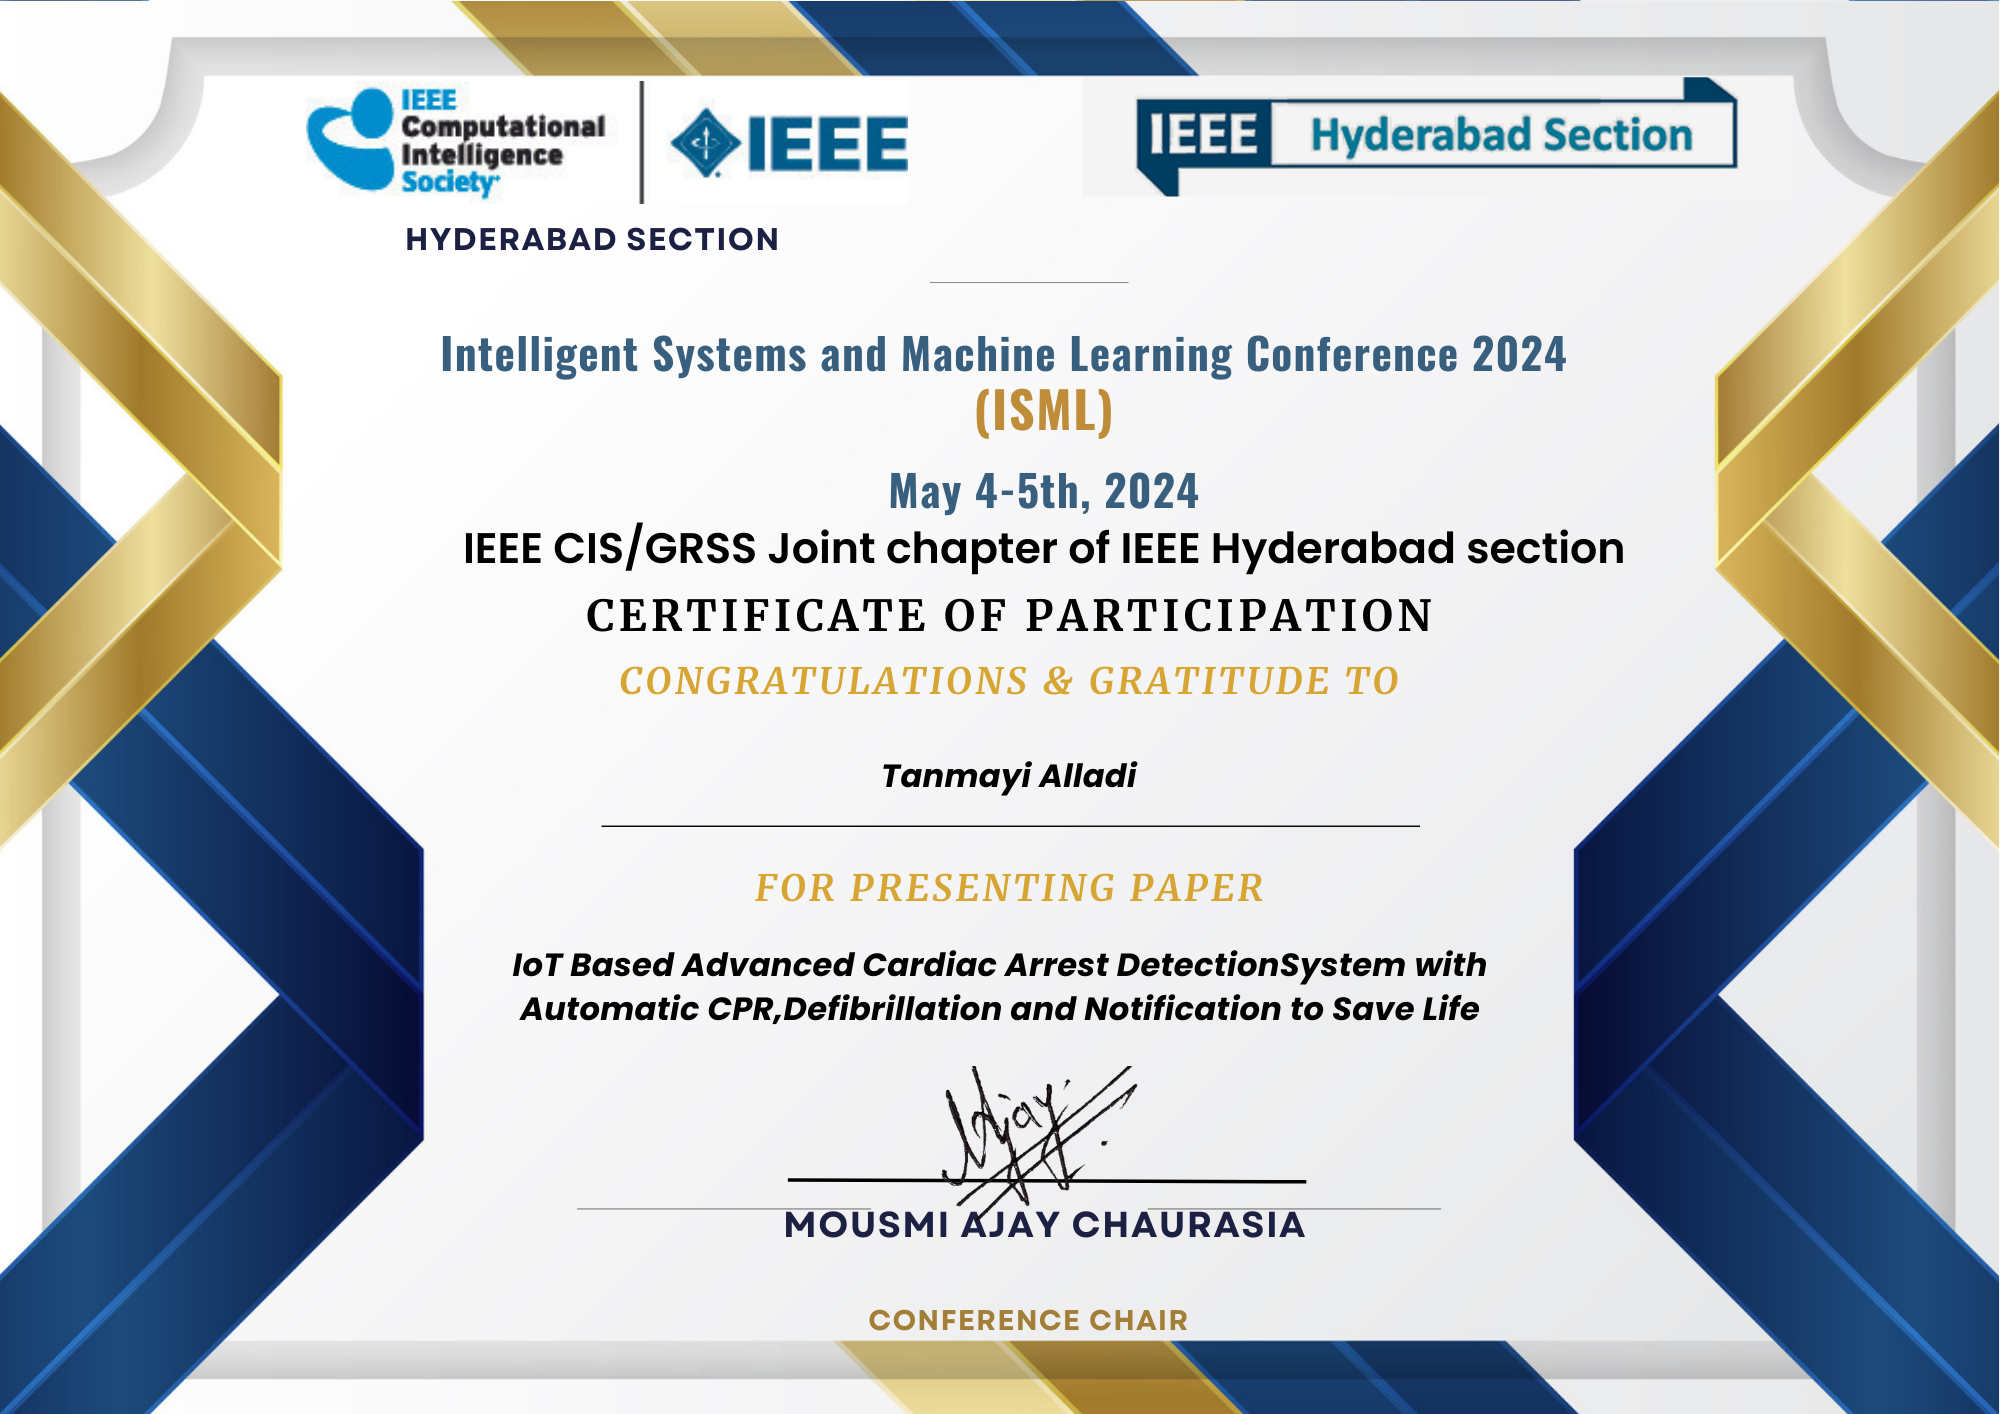 IEEE
Computational
Intelligence
Society
IEEE
IEEE Hyderabad Section
HYDERABAD SECTION
Intelligent Systems and Machine Learning Conference 2024
(ISML)
May 4-5th, 2024
IEEE CIS/GRSS Joint chapter of IEEE Hyderabad section
CERTIFICATE OF PARTICIPATION
CONGRATULATIONS & GRATITUDE TO
Tanmayi Alladi
FOR PRESENTING PAPER
IoT Based Advanced Cardiac Arrest DetectionSystem with
Automatic CPR,Defibrillation and Notification to Save Life
MOUSMI AJAY CHAURASIA
CONFERENCE CHAIR